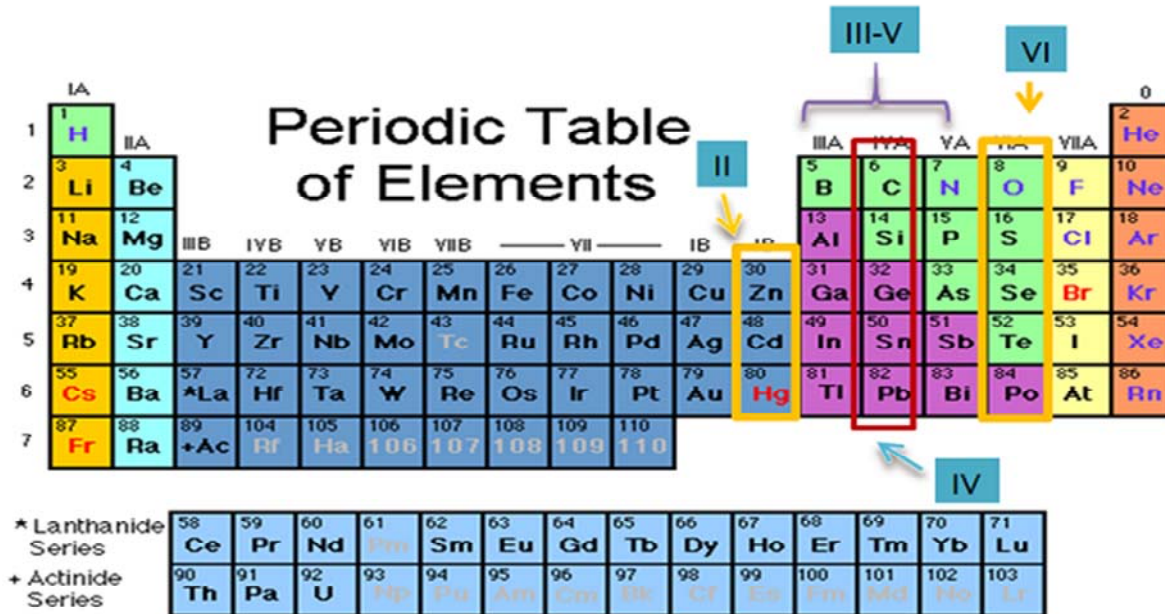 III-V
VI
IA
0
1 H
Periodic Table
2 He
IIA
II
IIIA IVA VA VIA VIIA
2
3 Li 4 Be
of Elements
5 B 6 C 7 N 8 O 9 F 10 Ne
3
11 Na 12 Mg
IIIB IVB VB VIB VIIB VII IB
13 Al 14 Si 15 P 16 S 17 Cl 18 Ar
4 19 K 20 Ca 21 Sc 22 Ti 23 V 24 Cr 25 Mn 26 Fe 27 Co 28 Ni 29 Cu 30 Zn 31 Ga 32 Ge 33 As 34 Se 35 Br 36 Kr
5 37 Rb 38 Sr 39 Y 40 Zr 41 Nb 42 Mo 43 Tc 44 Ru 45 Rh 46 Pd 47 Ag 48 Cd 49 In 50 Sn 51 Sb 52 Te 53 I 54 Xe
6 55 Cs 56 Ba 57 *La 72 Hf 73 Ta 74 W 75 Re 76 Os 77 Ir 78 Pt 79 Au 80 Hg 81 Tl 82 Pb 83 Bi 84 Po 85 At 86 Rn
7 87 Fr 88 Ra 89 +Ac 104 Rf 105 Ha 106 106 107 107 108 108 109 109 110 110
IV
* Lanthanide
Series
58 Ce 59 Pr 60 Nd 61 Pm 62 Sm 63 Eu 64 Gd 65 Tb 66 Dy 67 Ho 68 Er 69 Tm 70 Yb 71 Lu
+ Actinide
Series
90 Th 91 Pa 92 U 93 Np 94 Pu 95 Am 96 Cm 97 Bk 98 Cf 99 Es 100 Fm 101 Md 102 No 103 Lr